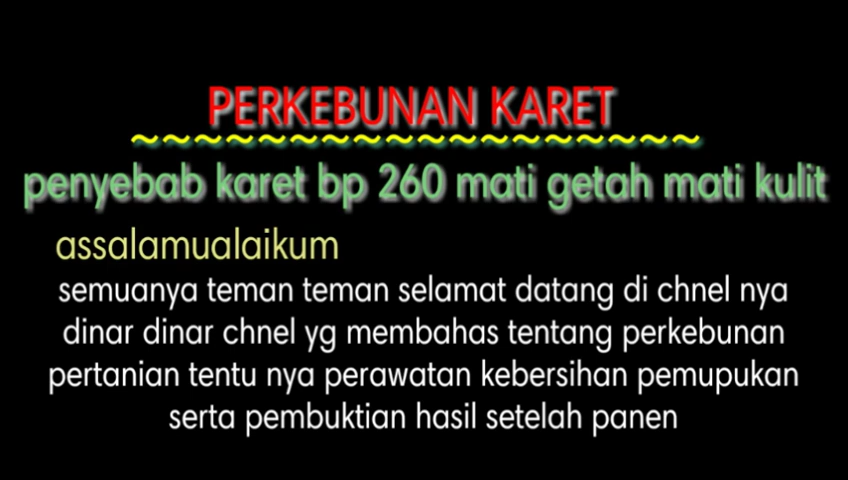 PERKEBUNAN KARET
~~~~~~~~~~~~~~~~~~
penyebab karet bp 260 mati getah mati kulit
assalamualaikum
semuanya teman teman selamat datang di chnel nya
dinar dinar chnel yg membahas tentang perkebunan
pertanian tentu nya perawatan kebersihan pemupukan
serta pembuktian hasil setelah panen